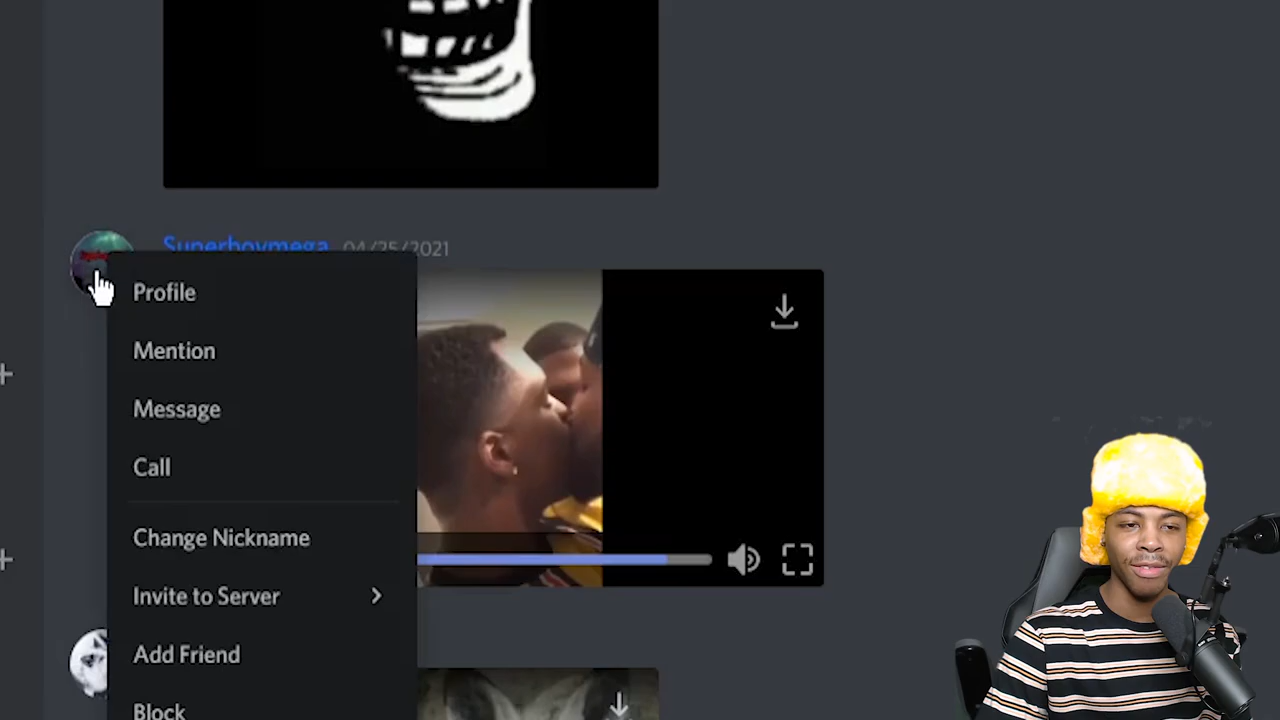 Superboymega 04/25/2021
Profile
Mention
Message
Call
Change Nickname
Invite to Server
Add Friend
Block